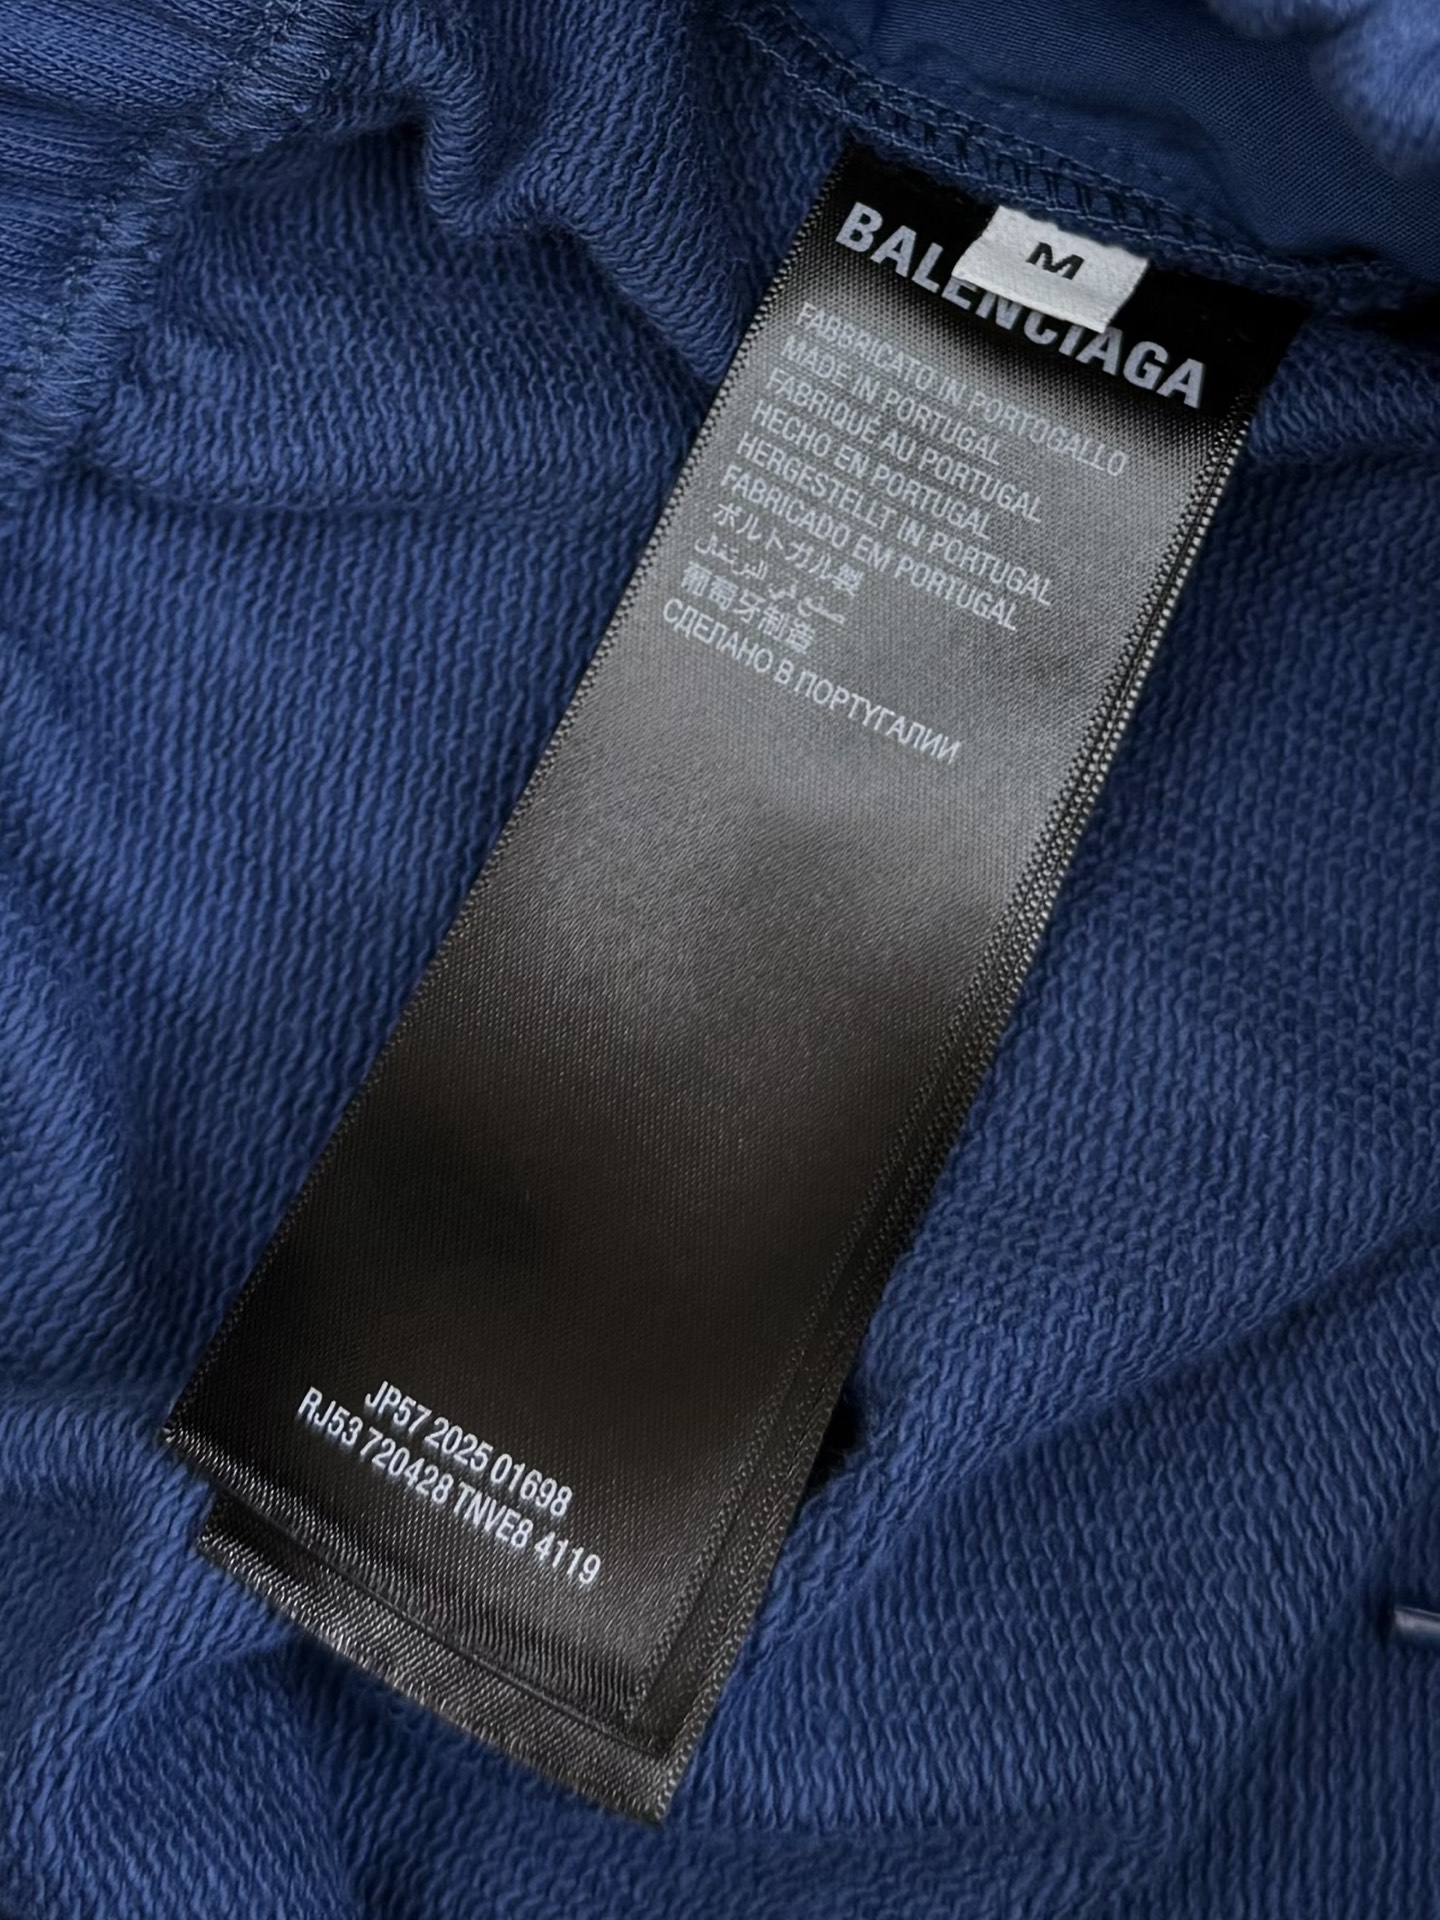 M
BALENCIAGA
FABBRICATO IN PORTOGALLO
MADE IN PORTUGAL
FABRIQUÉ AU PORTUGAL
HECHO EN PORTUGAL
HERGESTELLT IN PORTUGAL
FABRICADO EM PORTUGAL
ポルトガル製
صنع في البرتغال
葡萄牙制造
СДЕЛАНО В ПОРТУГАЛИИ
JP57 2025 01698
RJ53 720428 TNVE8 4119